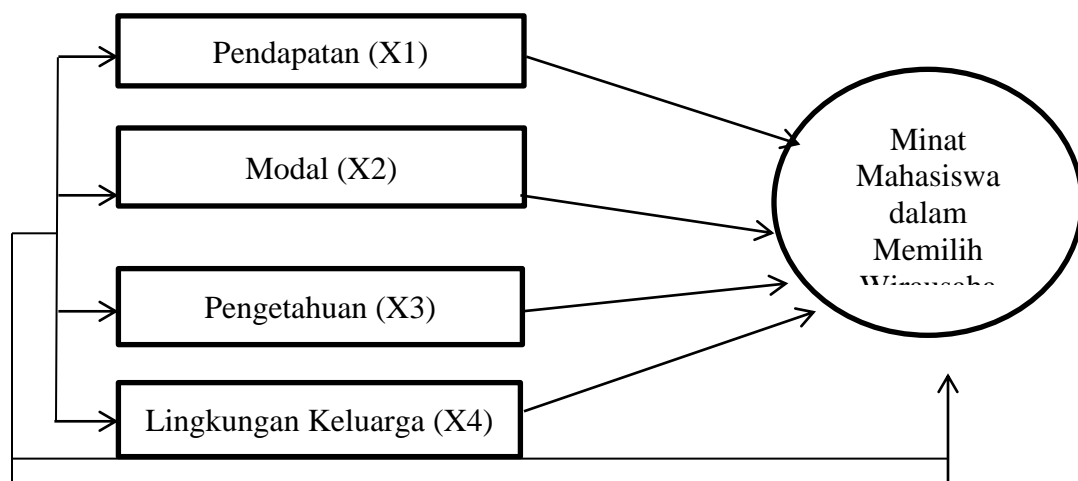 Pendapatan (X1)
Modal (X2)
Pengetahuan (X3)
Lingkungan Keluarga (X4)
Minat
Mahasiswa
dalam
Memilih